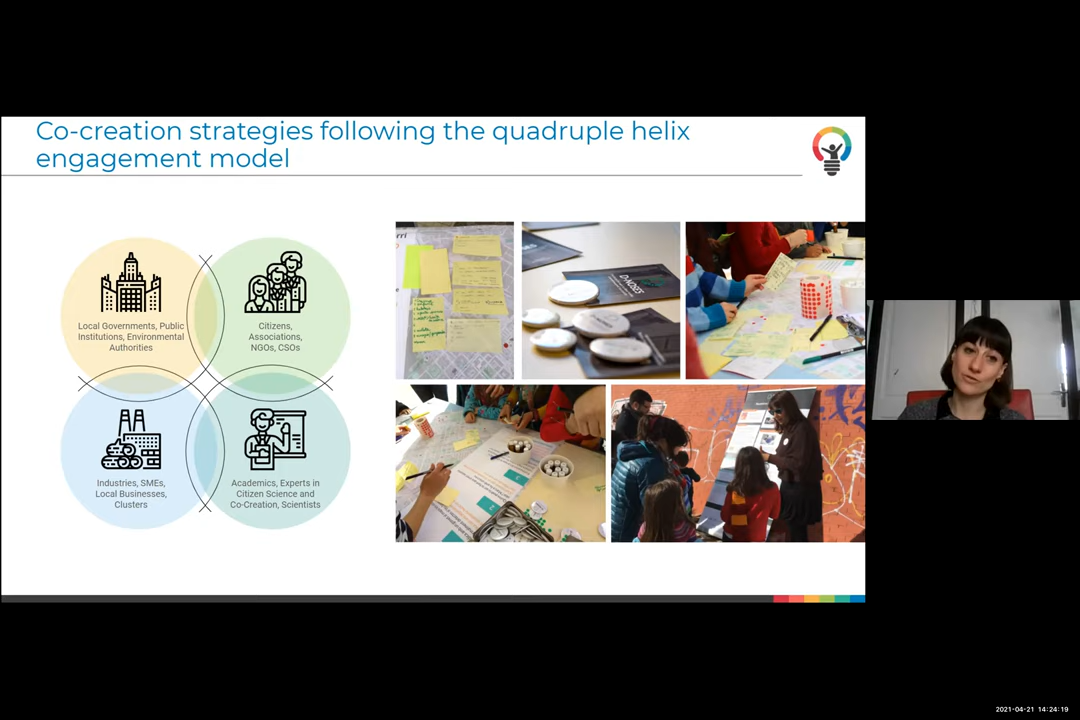 Co-creation strategies following the quadruple helix
engagement model
Local Governments, Public
Institutions, Environmental
Authorities
Citizens,
Associations,
NGOs, CSOs
Industries, SMEs,
Local Businesses,
Clusters
Academics, Experts in
Citizen Science and
Co-Creation, Scientists
D-NOSES
2021-04-21 14:24:19